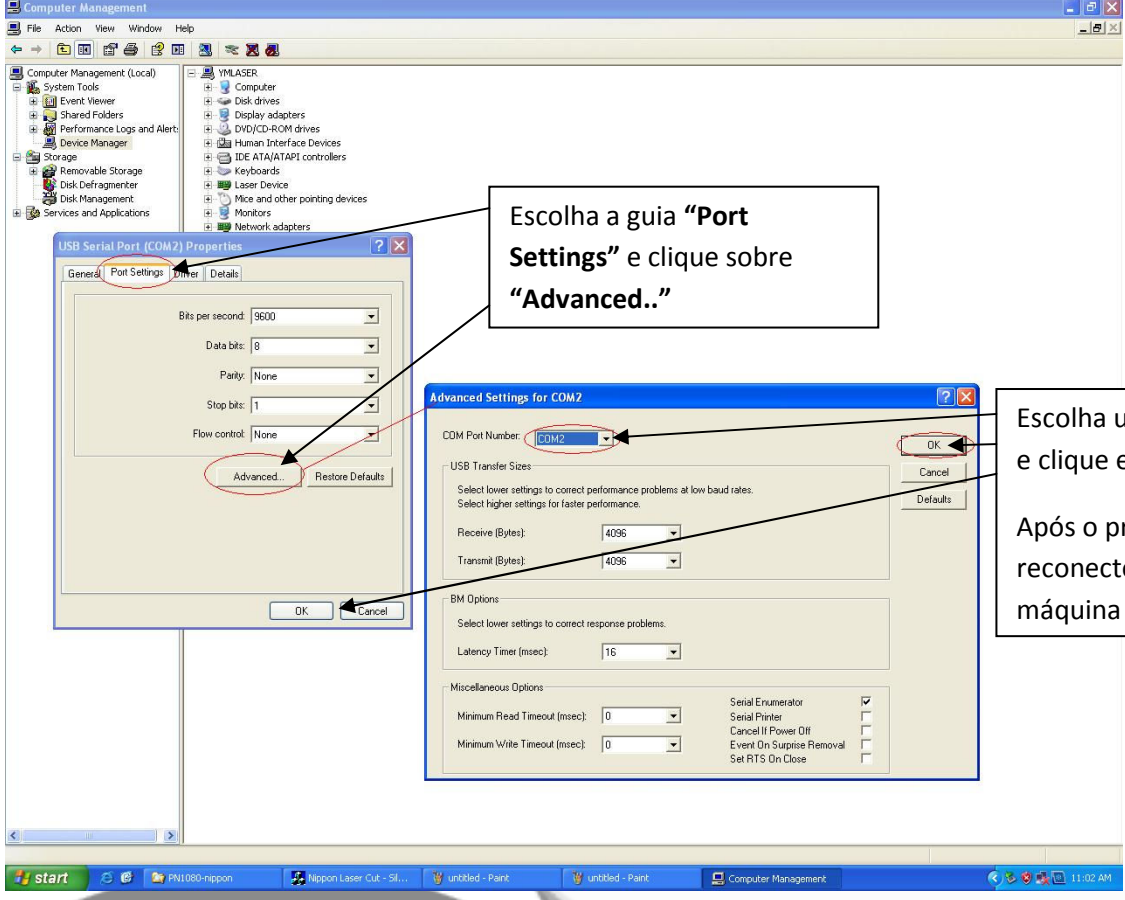 Computer Management
File Action View Window Help
Computer Management (Local)
System Tools
Event Viewer
Shared Folders
Performance Logs and Alert:
Device Manager
Storage
Removable Storage
Disk Defragmenter
Disk Management
Services and Applications
YMLASER
Computer
Disk drives
Display adapters
DVD/CD-ROM drives
Human Interface Devices
IDE ATA/ATAPI controllers
Keyboards
Laser Device
Mice and other pointing devices
Monitors
Network adapters
Escolha a guia “Port
Settings” e clique sobre
“Advanced..”
USB Serial Port (COM2) Properties
General Port Settings Driver Details
Bits per second: 9600
Data bits: 8
Parity: None
Stop bits: 1
Flow control: None
Advanced... Restore Defaults
OK Cancel
Advanced Settings for COM2
COM Port Number: COM2
OK
Cancel
Defaults
USB Transfer Sizes
Select lower settings to correct performance problems at low baud rates.
Select higher settings for faster performance.
Receive (Bytes): 4096
Transmit (Bytes): 4096
BM Options
Select lower settings to correct response problems.
Latency Timer (msec): 16
Miscellaneous Options
Minimum Read Timeout (msec): 0
Minimum Write Timeout (msec): 0
Serial Enumerator
Serial Printer
Cancel If Power Off
Event On Surprise Removal
Set RTS On Close
Escolha u
e clique e
Após o pr
reconecte
máquina
start
PN1080-nippon
Nippon Laser Cut - Sil...
untitled - Paint
untitled - Paint
Computer Management
11:02 AM